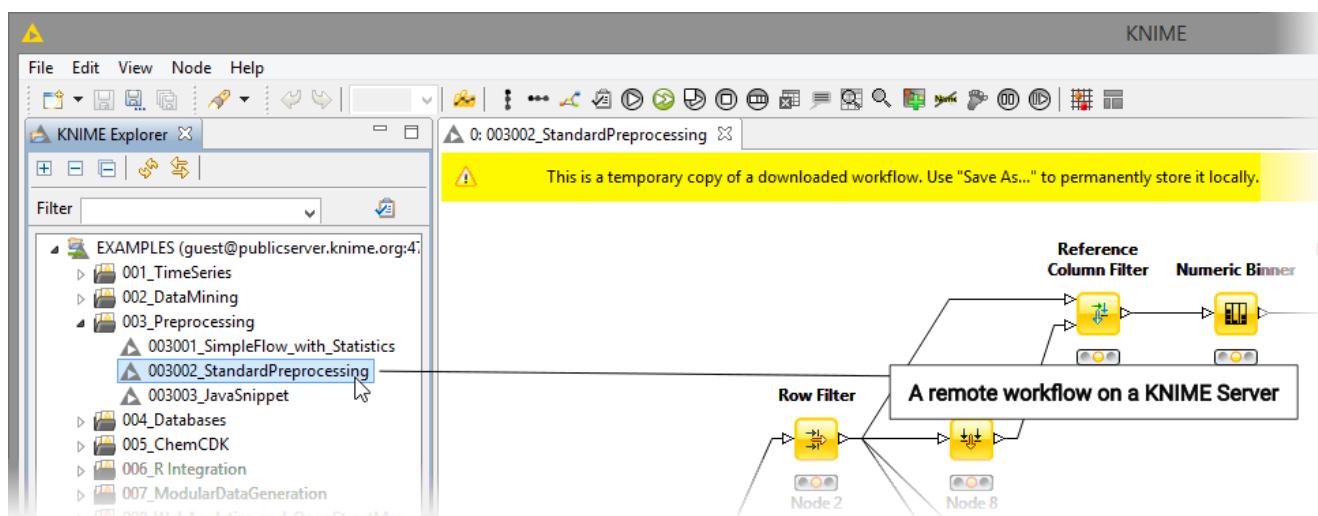 KNIME
File Edit View Node Help
KNIME Explorer
0: 003002_StandardPreprocessing
This is a temporary copy of a downloaded workflow. Use "Save As..." to permanently store it locally.
Filter
EXAMPLES (guest@publicserver.knime.org:4
001_TimeSeries
002_DataMining
003_Preprocessing
003001_SimpleFlow_with_Statistics
003002_StandardPreprocessing
003003_JavaSnippet
004_Databases
005_ChemCDK
006_R Integration
007_ModularDataGeneration
Reference
Column Filter
Numeric Binner
A remote workflow on a KNIME Server
Row Filter
Node 2
Node 8